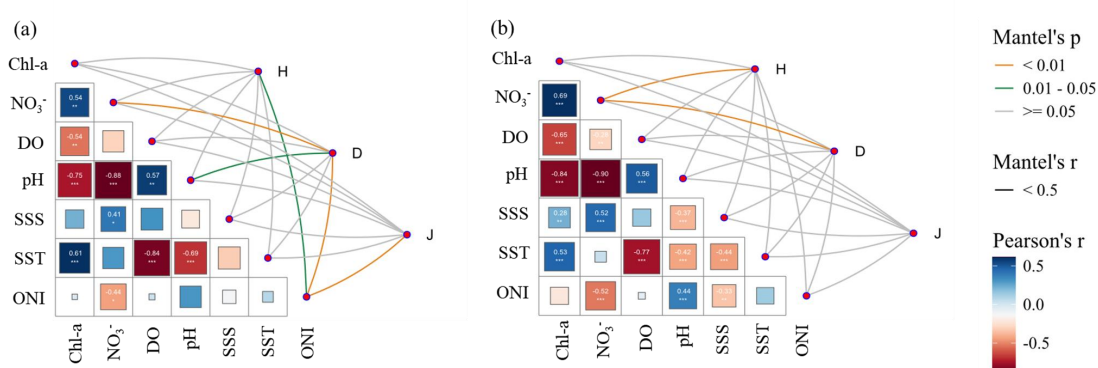 (a)
Chl-a
H
NO3-
0.54
**
DO
-0.54
**
D
pH
-0.75
***
-0.88
***
0.57
**
SSS
0.41
*
J
SST
0.61
***
-0.84
***
-0.69
***
ONI
-0.44
*
Chl-a
NO3-
DO
pH
SSS
SST
ONI
(b)
Chl-a
H
NO3-
0.69
***
DO
-0.65
***
D
pH
-0.84
***
-0.90
***
0.56
***
SSS
0.28
**
0.52
***
-0.37
***
J
SST
0.53
***
-0.77
***
-0.42
***
-0.44
***
ONI
-0.52
***
0.44
***
**
Chl-a
NO3-
DO
pH
SSS
SST
ONI
Mantel's p
< 0.01
0.01 - 0.05
>= 0.05
Mantel's r
< 0.5
Pearson's r
0.5
0.0
-0.5